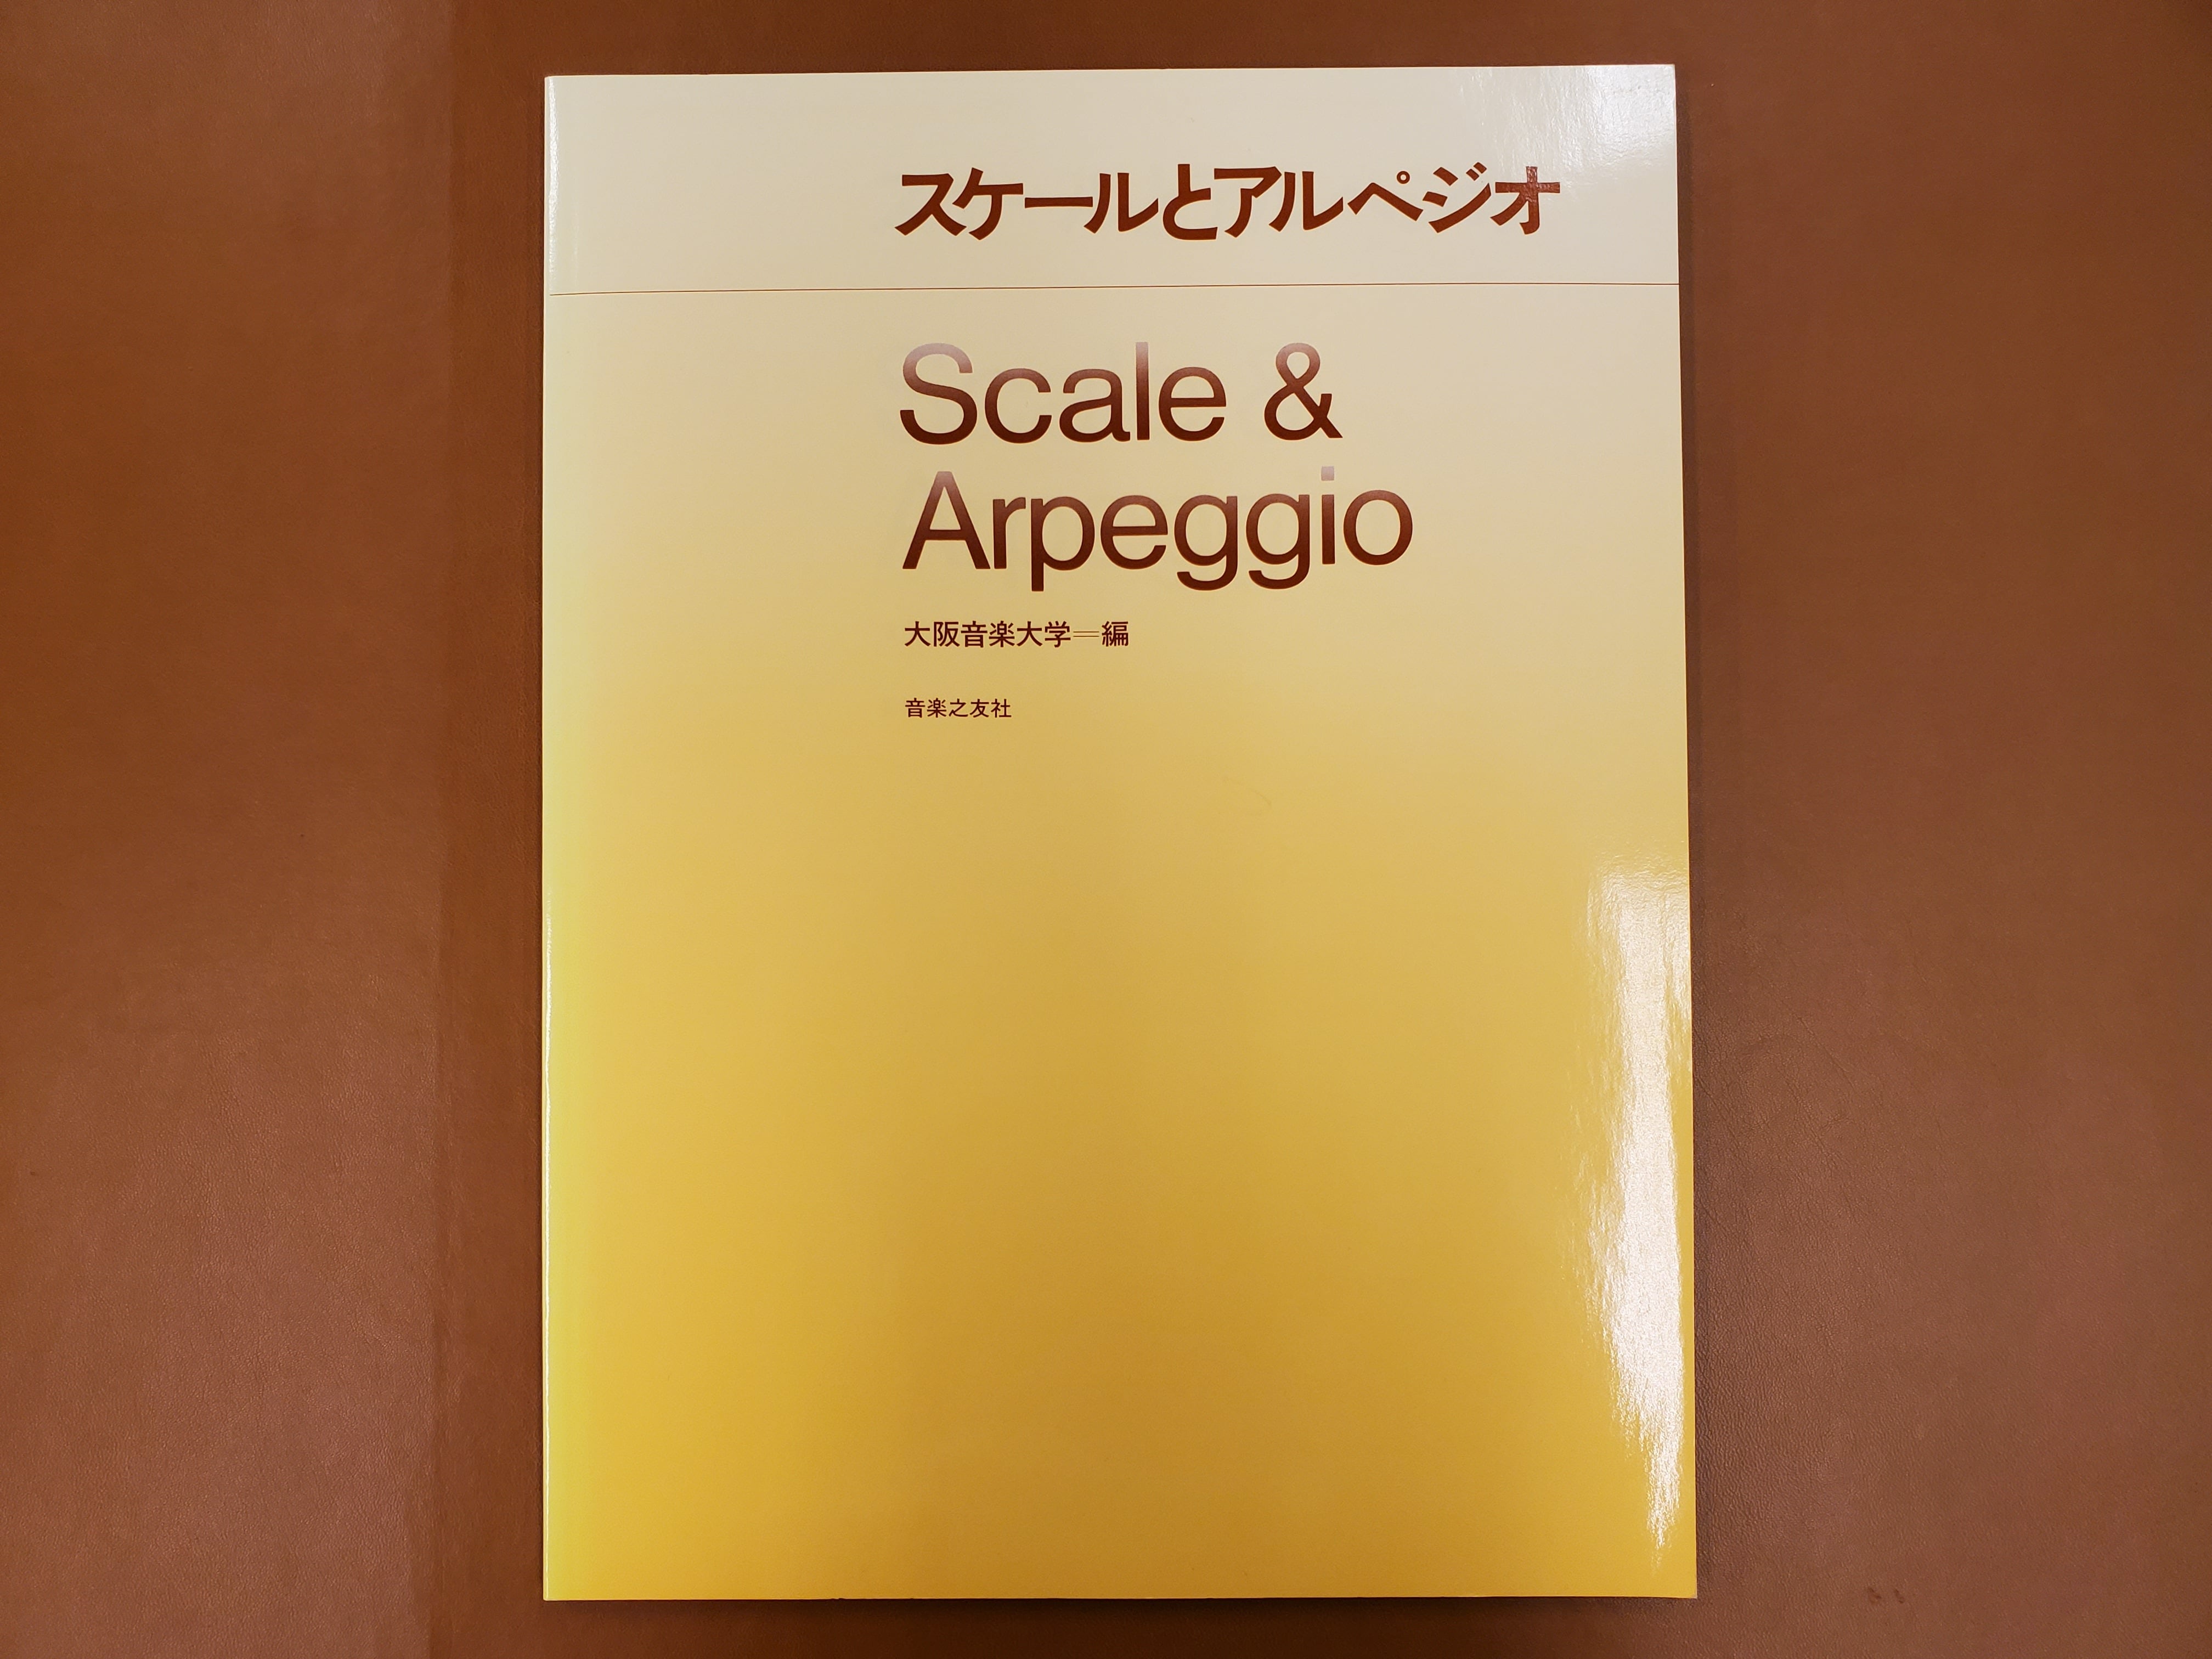 スケールとアルペジオ
Scale &
Arpeggio
大阪音楽大学＝編
音楽之友社